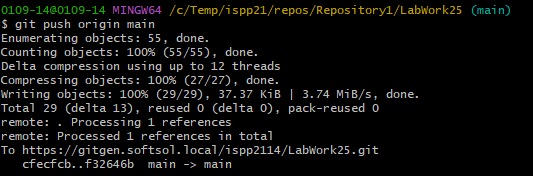 0109-14@0109-14 MINGW64 /c/Temp/ispp21/repos/Repository1/LabWork25 (main)
$ git push origin main
Enumerating objects: 55, done.
Counting objects: 100% (55/55), done.
Delta compression using up to 12 threads
Compressing objects: 100% (27/27), done.
Writing objects: 100% (29/29), 37.37 KiB | 3.74 MiB/s, done.
Total 29 (delta 13), reused 0 (delta 0), pack-reused 0
remote: . Processing 1 references
remote: Processed 1 references in total
To https://gitgen.softsol.local/ispp2114/LabWork25.git
   cfecfcb..f32646b  main -> main